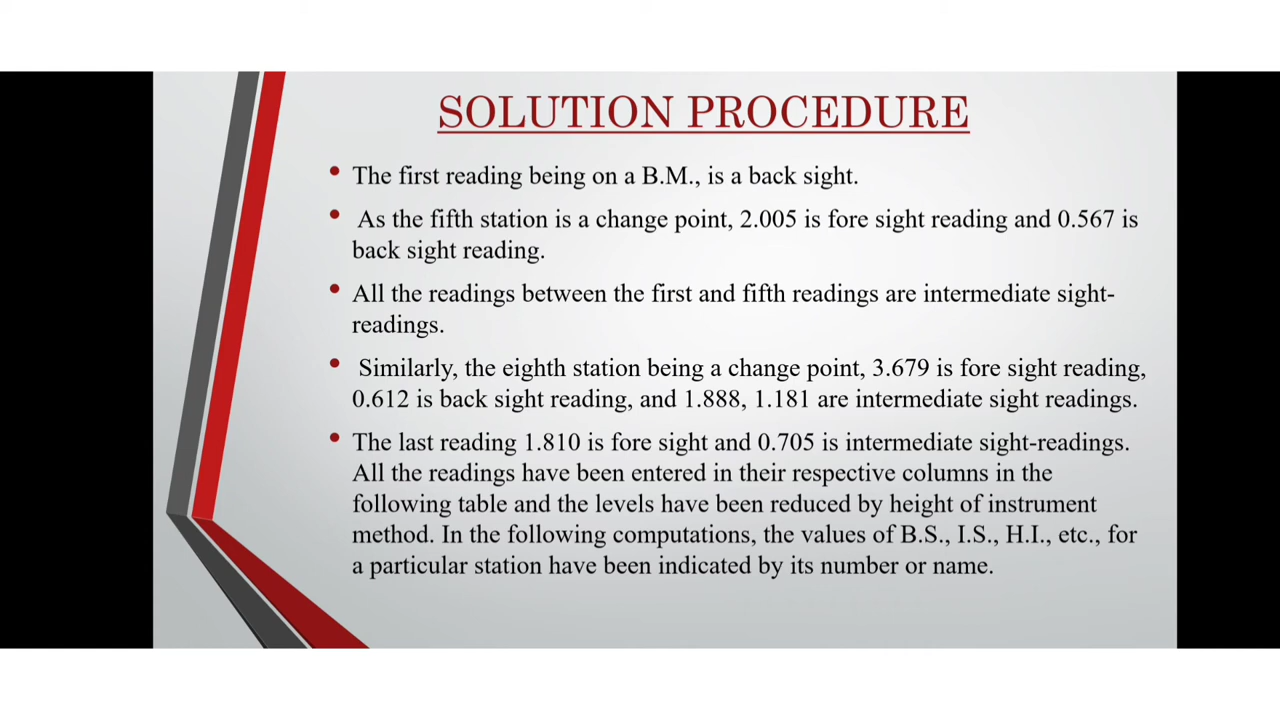 SOLUTION PROCEDURE
• The first reading being on a B.M., is a back sight.
• As the fifth station is a change point, 2.005 is fore sight reading and 0.567 is
back sight reading.
• All the readings between the first and fifth readings are intermediate sight-
readings.
• Similarly, the eighth station being a change point, 3.679 is fore sight reading,
0.612 is back sight reading, and 1.888, 1.181 are intermediate sight readings.
• The last reading 1.810 is fore sight and 0.705 is intermediate sight-readings.
All the readings have been entered in their respective columns in the
following table and the levels have been reduced by height of instrument
method. In the following computations, the values of B.S., I.S., H.I., etc., for
a particular station have been indicated by its number or name.